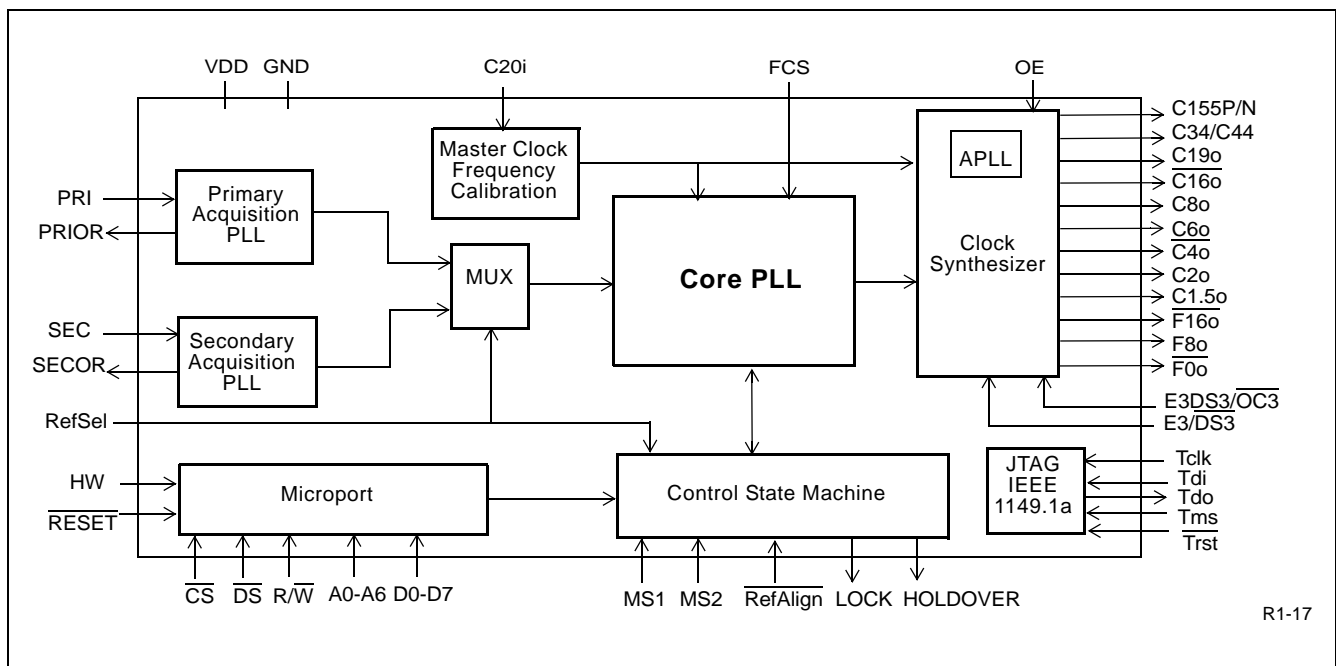 VDD GND C20i FCS OE
Master Clock
Frequency
Calibration
APLL
Clock
Synthesizer
C155P/N
C34/C44
C19o
C16o
C8o
C6o
C4o
C2o
C1.5o
F16o
F8o
F0o
E3DS3/OC3
E3/DS3
PRI
PRIOR
Primary
Acquisition
PLL
MUX
Core PLL
SEC
SECOR
Secondary
Acquisition
PLL
RefSel
HW
RESET
Microport
Control State Machine
JTAG
IEEE
1149.1a
Tclk
Tdi
Tdo
Tms
Trst
CS DS R/W A0-A6 D0-D7
MS1 MS2 RefAlign LOCK HOLDOVER
R1-17